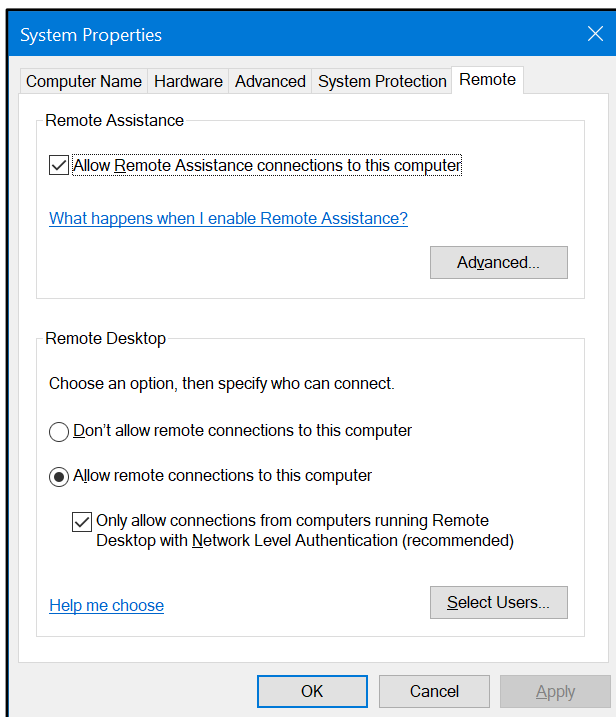 System Properties
Computer Name
Hardware
Advanced
System Protection
Remote
Remote Assistance
Allow Remote Assistance connections to this computer
What happens when I enable Remote Assistance?
Advanced...
Remote Desktop
Choose an option, then specify who can connect.
Don’t allow remote connections to this computer
Allow remote connections to this computer
Only allow connections from computers running Remote
Desktop with Network Level Authentication (recommended)
Help me choose
Select Users...
OK
Cancel
Apply